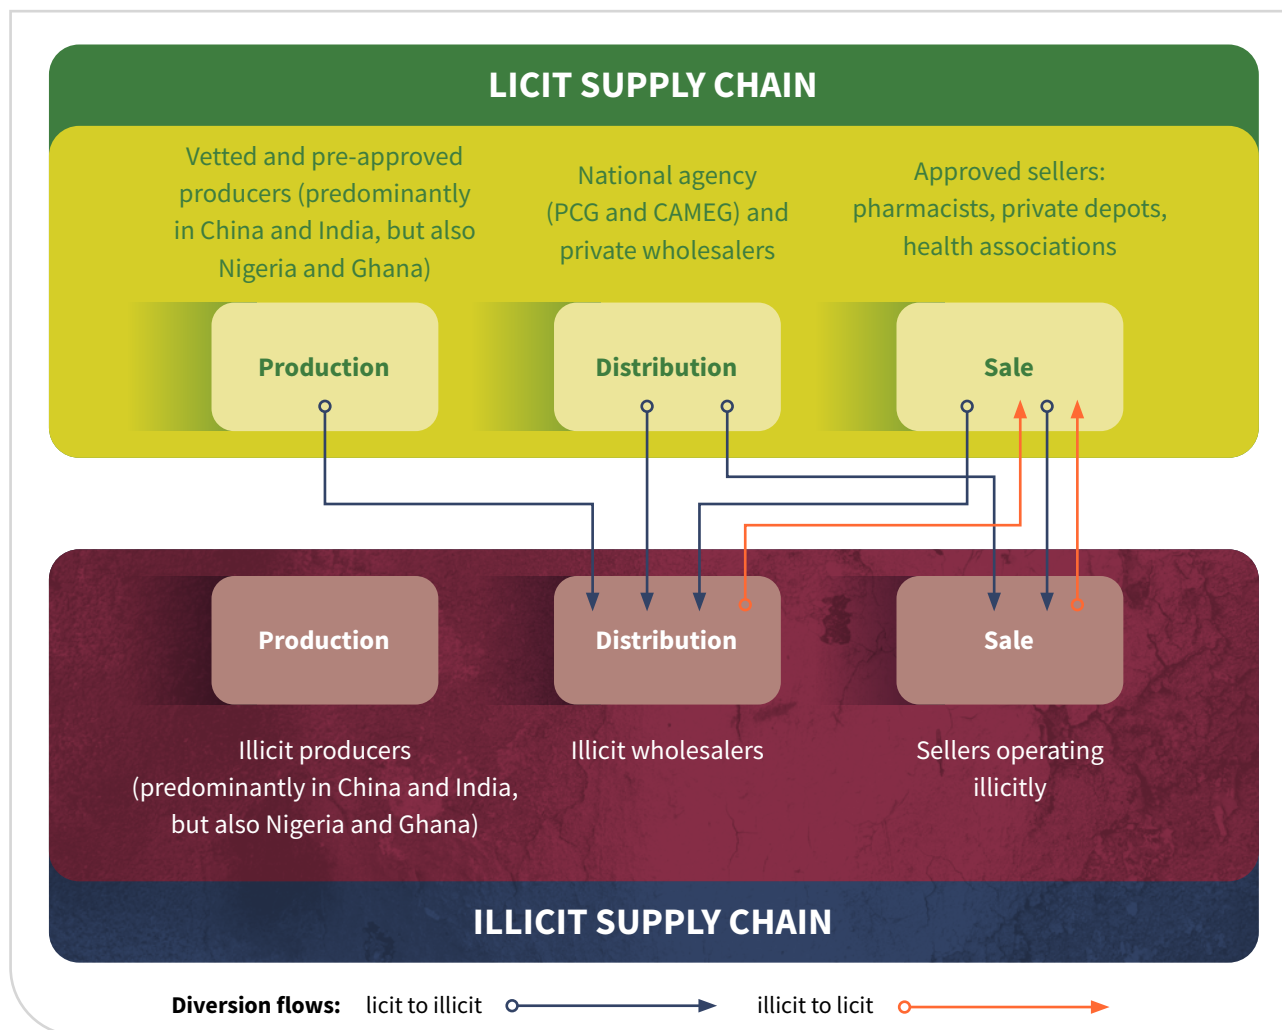 LICIT SUPPLY CHAIN
Vetted and pre-approved
producers (predominantly
in China and India, but also
Nigeria and Ghana)
National agency
(PCG and CAMEG) and
private wholesalers
Approved sellers:
pharmacists, private depots,
health associations
Production
Distribution
Sale
Production
Distribution
Sale
Illicit producers
(predominantly in China and India,
but also Nigeria and Ghana)
Illicit wholesalers
Sellers operating
illicitly
ILLICIT SUPPLY CHAIN
Diversion flows: licit to illicit illicit to licit